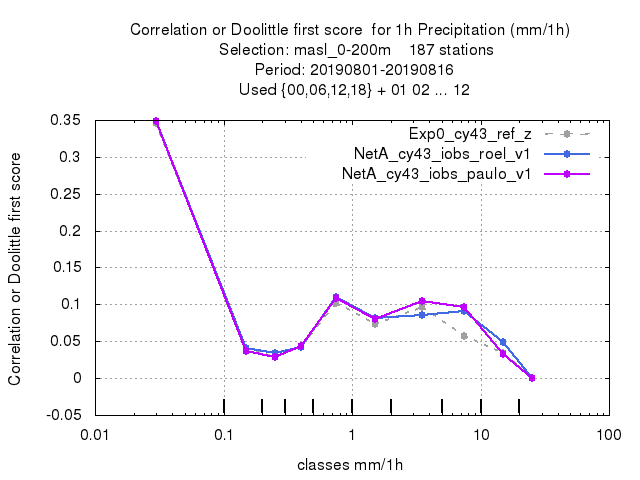 Correlation or Doolittle first score  for 1h Precipitation (mm/1h)
Selection: masl_0-200m    187 stations
Period: 20190801-20190816
Used {00,06,12,18} + 01 02 ... 12
Exp0_cy43_ref_z
NetA_cy43_iobs_roel_v1
NetA_cy43_iobs_paulo_v1
Correlation or Doolittle first score
0.35
0.3
0.25
0.2
0.15
0.1
0.05
0
-0.05
0.01 0.1 1 10 100
classes mm/1h